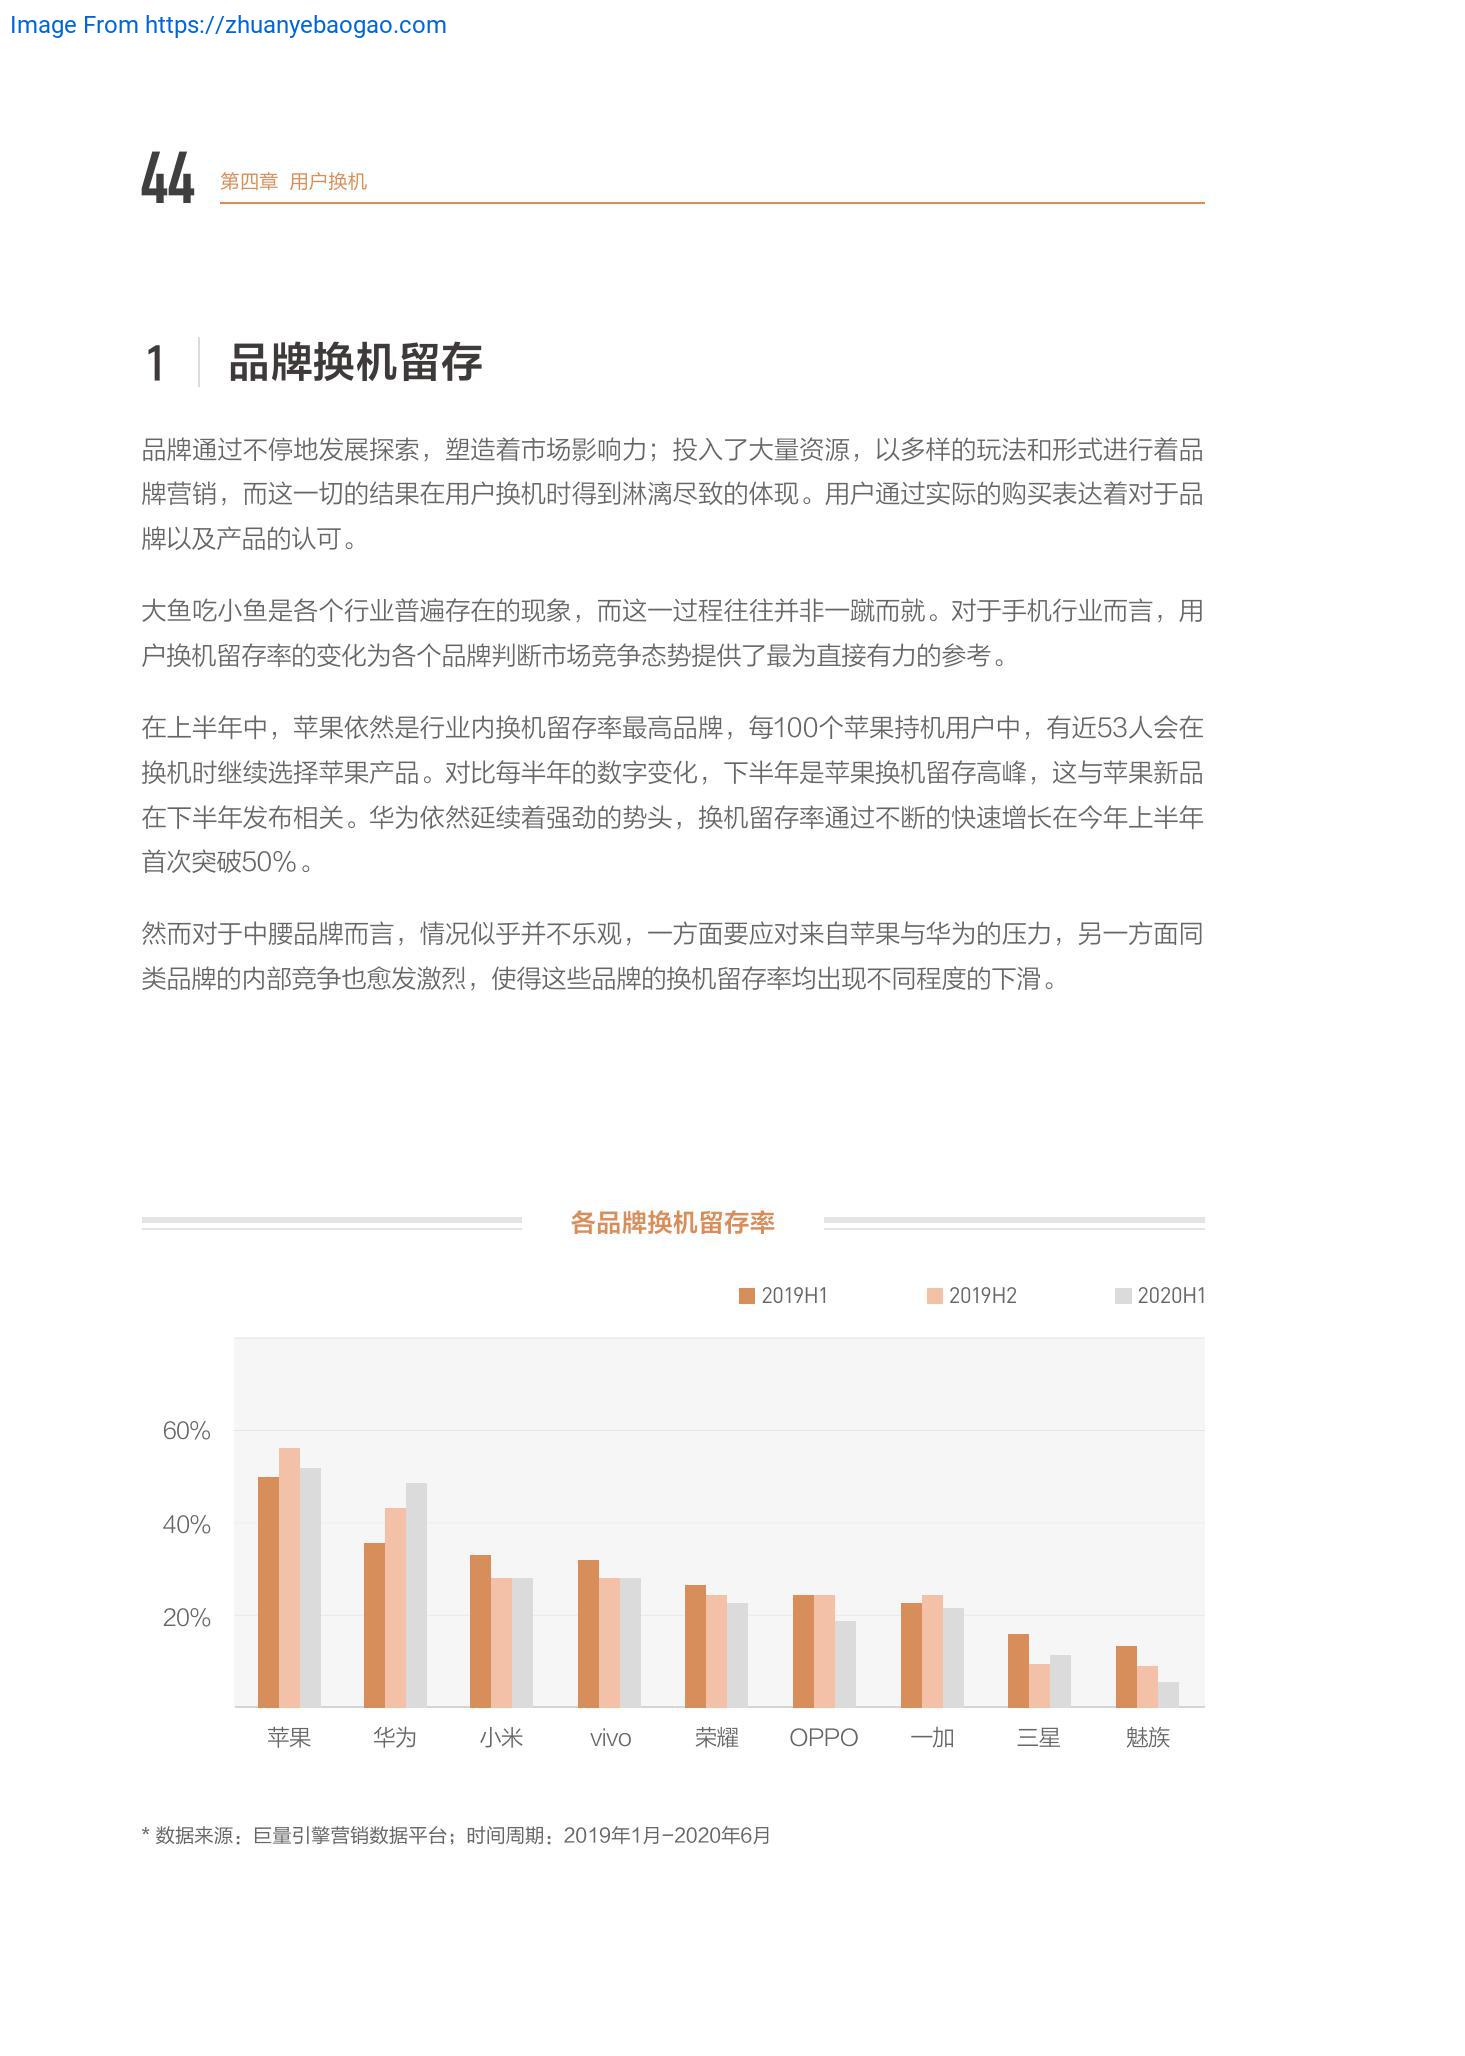 Image From https://zhuanyebaogao.com
44
第四章 用户换机
1 品牌换机留存
品牌通过不停地发展探索，塑造着市场影响力；投入了大量资源，以多样的玩法和形式进行着品
牌营销，而这一切的结果在用户换机时得到淋漓尽致的体现。用户通过实际的购买表达着对于品
牌以及产品的认可。
大鱼吃小鱼是各个行业普遍存在的现象，而这一过程往往并非一蹴而就。对于手机行业而言，用
户换机留存率的变化为各个品牌判断市场竞争态势提供了最为直接有力的参考。
在上半年中，苹果依然是行业内换机留存率最高品牌，每100个苹果持机用户中，有近53人会在
换机时继续选择苹果产品。对比每半年的数字变化，下半年是苹果换机留存高峰，这与苹果新品
在下半年发布相关。华为依然延续着强劲的势头，换机留存率通过不断的快速增长在今年上半年
首次突破50%。
然而对于中腰品牌而言，情况似乎并不乐观，一方面要应对来自苹果与华为的压力，另一方面同
类品牌的内部竞争也愈发激烈，使得这些品牌的换机留存率均出现不同程度的下滑。
各品牌换机留存率
2019H1 2019H2 2020H1
60%
40%
20%
苹果 华为 小米 vivo 荣耀 OPPO 一加 三星 魅族
* 数据来源：巨量引擎营销数据平台；时间周期：2019年1月-2020年6月